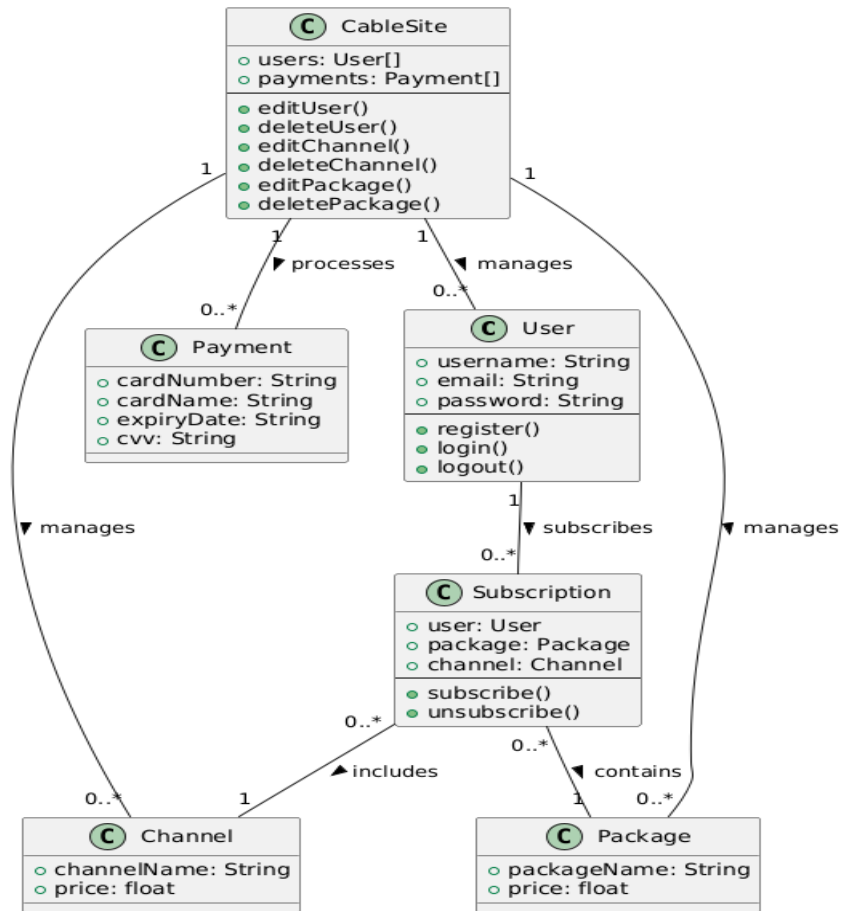 C CableSite
users: User[]
payments: Payment[]
editUser()
deleteUser()
editChannel()
deleteChannel()
editPackage()
deletePackage()
1
1
1
1
processes
manages
0..*
0..*
C Payment
cardNumber: String
cardName: String
expiryDate: String
cvv: String
C User
username: String
email: String
password: String
register()
login()
logout()
1
manages
subscribes
manages
0..*
C Subscription
user: User
package: Package
channel: Channel
subscribe()
unsubscribe()
0..*
0..*
includes
contains
0..*
1
1
0..*
C Channel
channelName: String
price: float
C Package
packageName: String
price: float